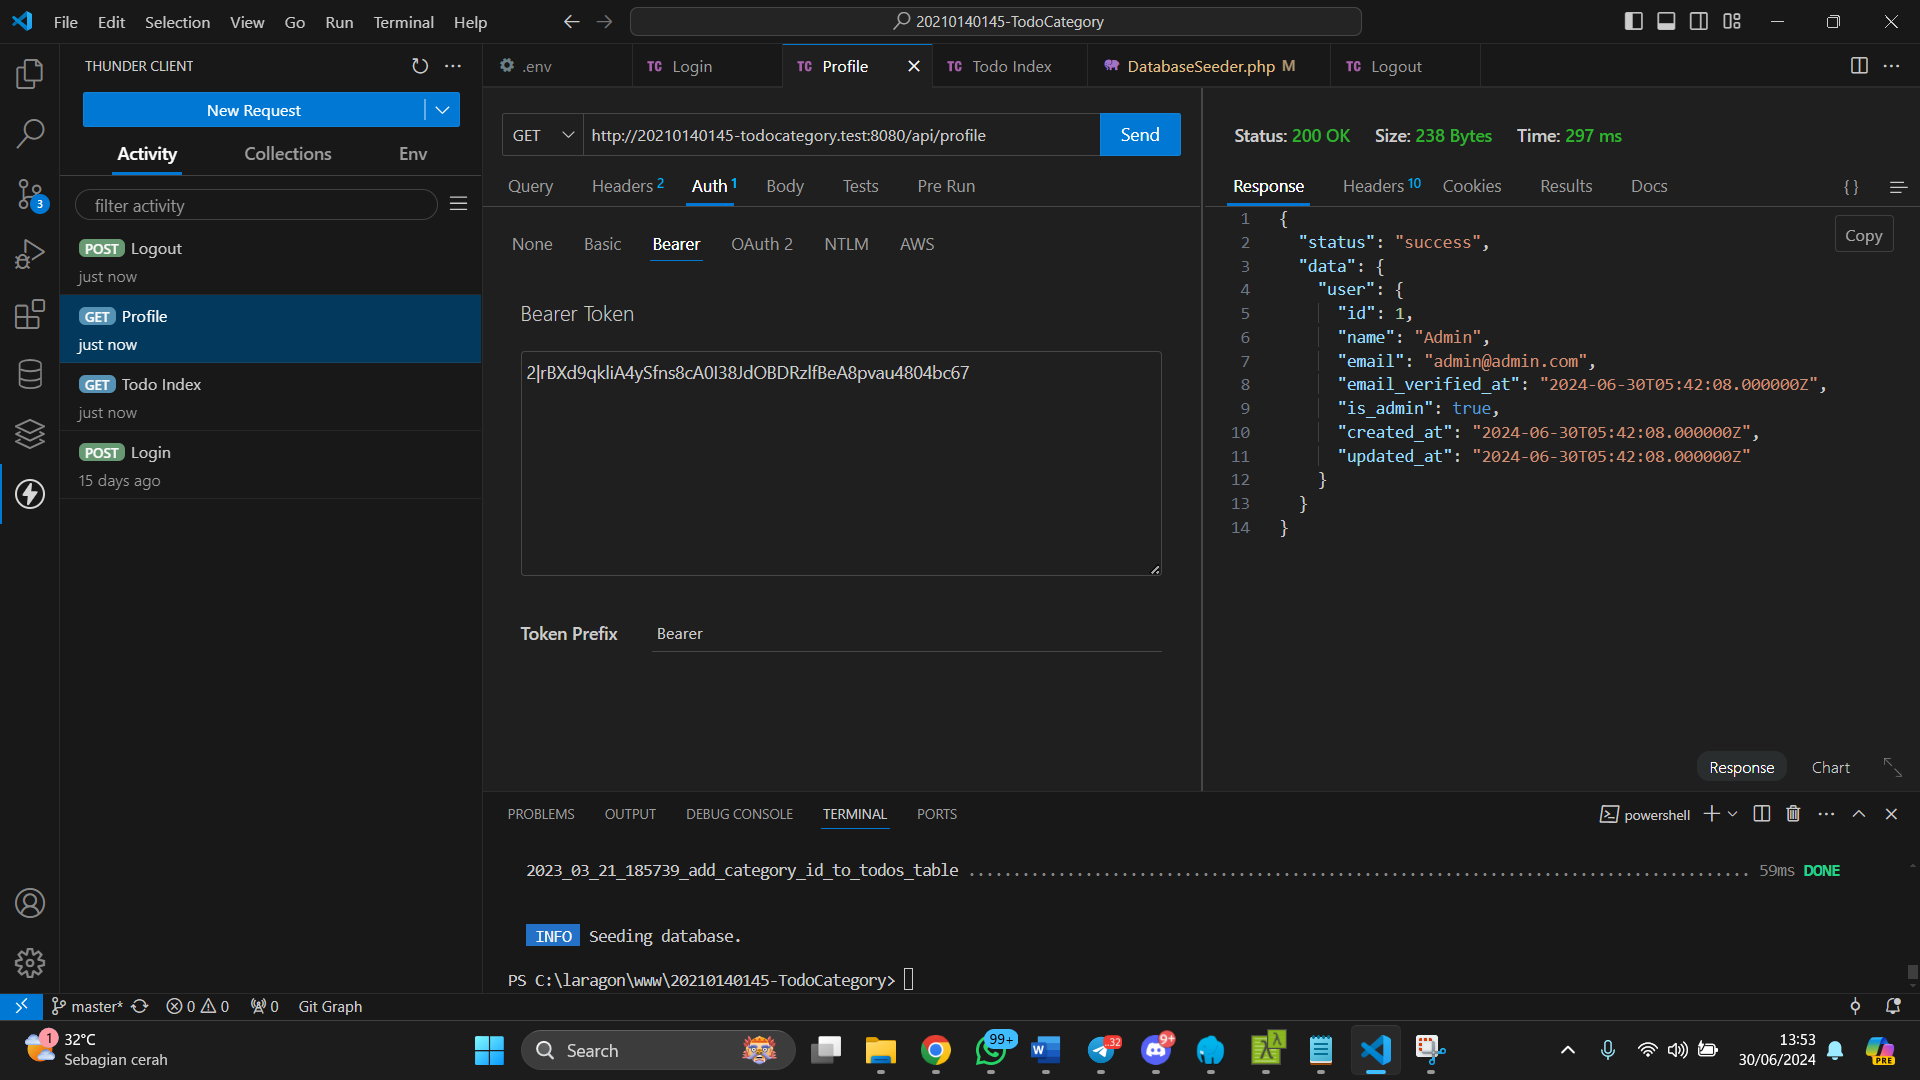 File Edit Selection View Go Run Terminal Help
20210140145-TodoCategory
THUNDER CLIENT
New Request
Activity Collections Env
filter activity
POST Logout
just now
GET Profile
just now
GET Todo Index
just now
POST Login
15 days ago
3
.env
TC Login
TC Profile
TC Todo Index
DatabaseSeeder.php M
TC Logout
GET http://20210140145-todocategory.test:8080/api/profile Send
Query Headers 2 Auth 1 Body Tests Pre Run
None Basic Bearer OAuth 2 NTLM AWS
Bearer Token
2|rBXd9qkliA4ySfns8cA0I38JdOBDRzlfBeA8pvau4804bc67
Token Prefix Bearer
Status: 200 OK Size: 238 Bytes Time: 297 ms
Response Headers 10 Cookies Results Docs { }
Copy
1 {
2 "status": "success",
3 "data": {
4 "user": {
5 "id": 1,
6 "name": "Admin",
7 "email": "admin@admin.com",
8 "email_verified_at": "2024-06-30T05:42:08.000000Z",
9 "is_admin": true,
10 "created_at": "2024-06-30T05:42:08.000000Z",
11 "updated_at": "2024-06-30T05:42:08.000000Z"
12 }
13 }
14 }
Response Chart
PROBLEMS OUTPUT DEBUG CONSOLE TERMINAL PORTS
powershell
2023_03_21_185739_add_category_id_to_todos_table ........................................................................................ 59ms DONE
INFO Seeding database.
PS C:\laragon\www\20210140145-TodoCategory>
master* 0 0 0 Git Graph
1
32°C
Sebagian cerah
Search
99+
W
32
9+
PRE
13:53
30/06/2024